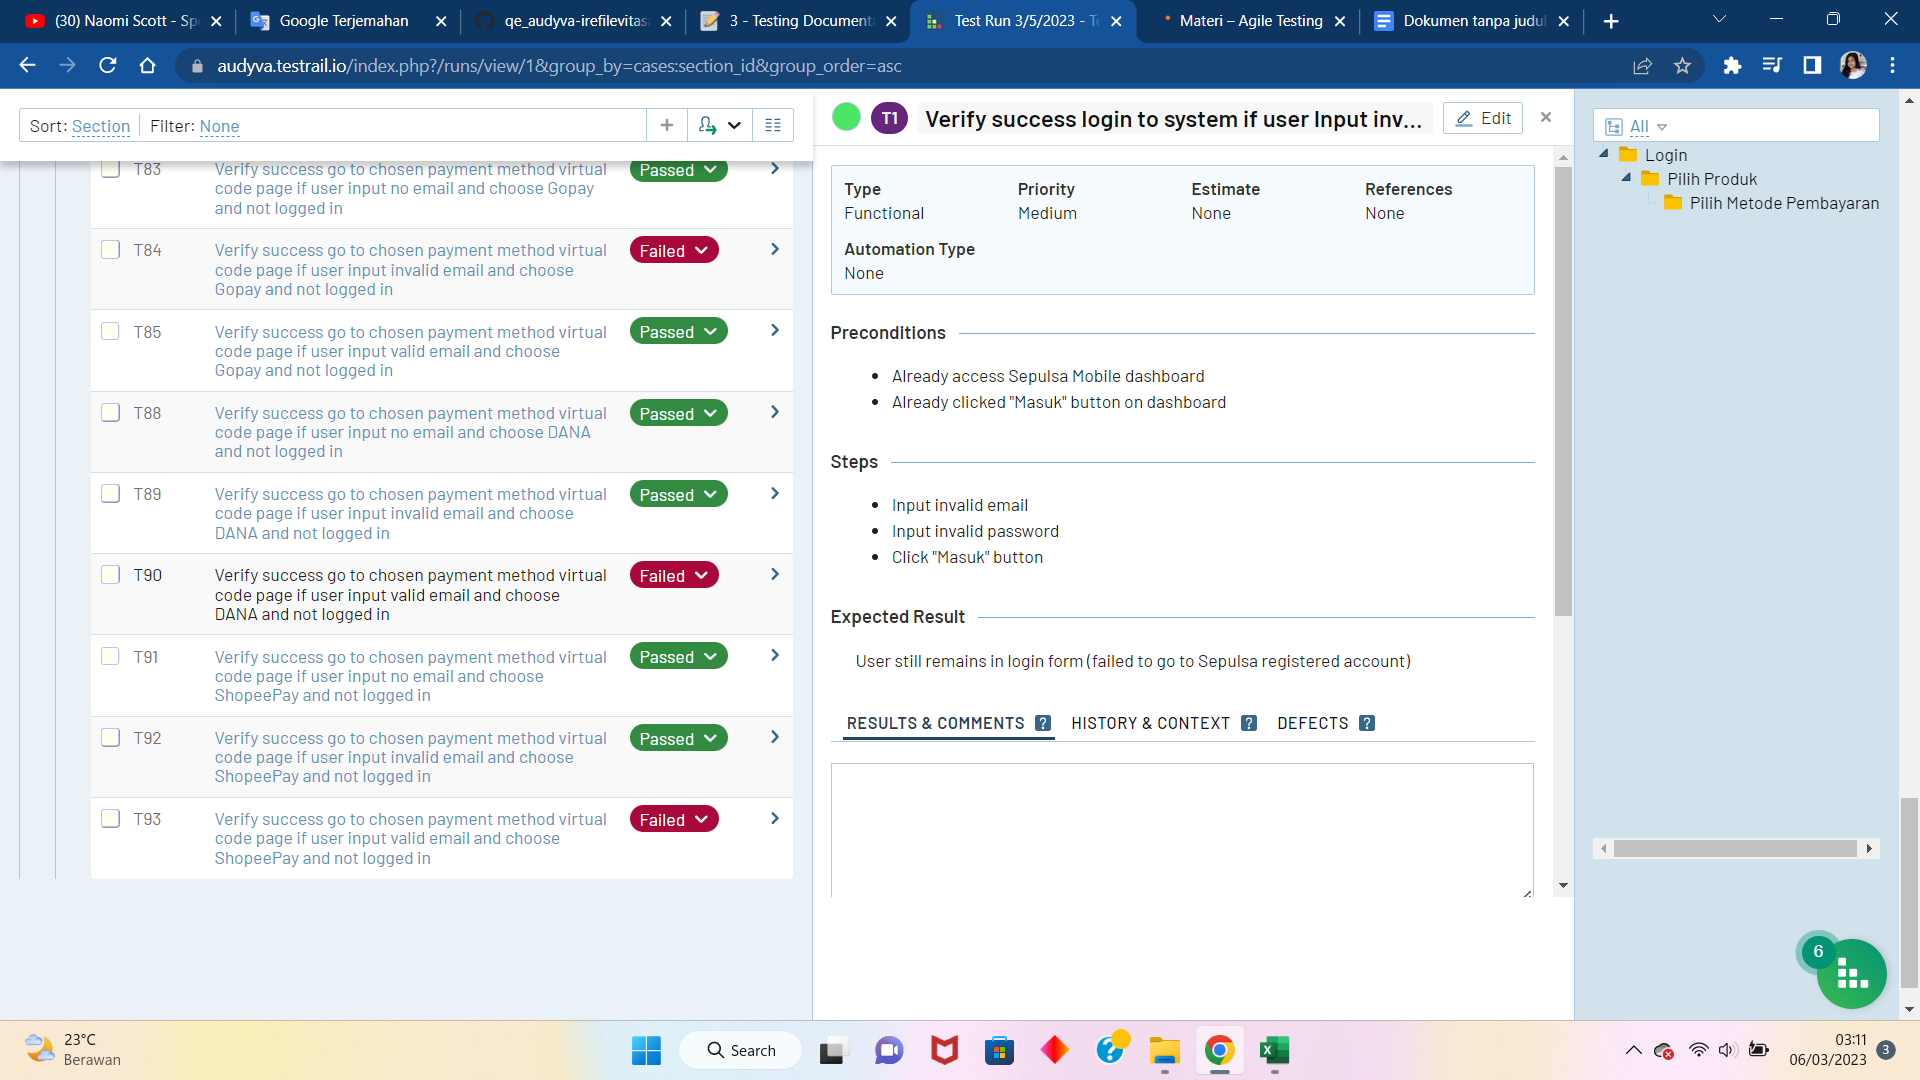 (30) Naomi Scott - Sp
Google Terjemahan
qe_audyva-irefilevitasa
3 - Testing Documenta
Test Run 3/5/2023 - Te
Materi – Agile Testing
Dokumen tanpa judul
audyva.testrail.io/index.php?/runs/view/1&group_by=cases:section_id&group_order=asc
Sort: Section
Filter: None
T83
Verify success go to chosen payment method virtual
code page if user input no email and choose Gopay
and not logged in
Passed
T84
Verify success go to chosen payment method virtual
code page if user input invalid email and choose
Gopay and not logged in
Failed
T85
Verify success go to chosen payment method virtual
code page if user input valid email and choose
Gopay and not logged in
Passed
T88
Verify success go to chosen payment method virtual
code page if user input no email and choose DANA
and not logged in
Passed
T89
Verify success go to chosen payment method virtual
code page if user input invalid email and choose
DANA and not logged in
Passed
T90
Verify success go to chosen payment method virtual
code page if user input valid email and choose
DANA and not logged in
Failed
T91
Verify success go to chosen payment method virtual
code page if user input no email and choose
ShopeePay and not logged in
Passed
T92
Verify success go to chosen payment method virtual
code page if user input invalid email and choose
ShopeePay and not logged in
Passed
T93
Verify success go to chosen payment method virtual
code page if user input valid email and choose
ShopeePay and not logged in
Failed
T1
Verify success login to system if user Input inv...
Edit
Type
Functional
Priority
Medium
Estimate
None
References
None
Automation Type
None
Preconditions
Already access Sepulsa Mobile dashboard
Already clicked "Masuk" button on dashboard
Steps
Input invalid email
Input invalid password
Click "Masuk" button
Expected Result
User still remains in login form (failed to go to Sepulsa registered account)
RESULTS & COMMENTS ?
HISTORY & CONTEXT ?
DEFECTS ?
All
Login
Pilih Produk
Pilih Metode Pembayaran
6
23°C
Berawan
Search
03:11
06/03/2023
3